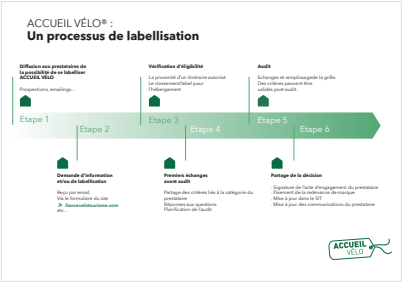 ACCUEIL VÉLO® :
Un processus de labellisation
Diffusion aux prestataires de
la possibilité de se labelliser
ACCUEIL VÉLO
Prospections, emailings...
Vérification d'éligibilité
La proximité d'un itinéraire autorisé
Le classement/label pour
l'hébergement
Audit
Echanges et remplissage de la grille.
Des critères peuvent être
validés post-audit
Etape 1
Etape 2
Etape 3
Etape 4
Etape 5
Etape 6
Demande d'information
et/ou de labellisation
Reçu par email,
Via le formulaire du site
francevelotourisme.com
etc...
Premiers échanges
avant audit
Partage des critères liés à la catégorie du
prestataire
Réponses aux questions
Planification de l'audit
Partage de la décision
. Signature de l'acte d'engagement du prestataire
. Paiement de la redevance de marque
. Mise à jour dans le SIT
. Mise à jour des communications du prestataire
ACCUEIL
VÉLO